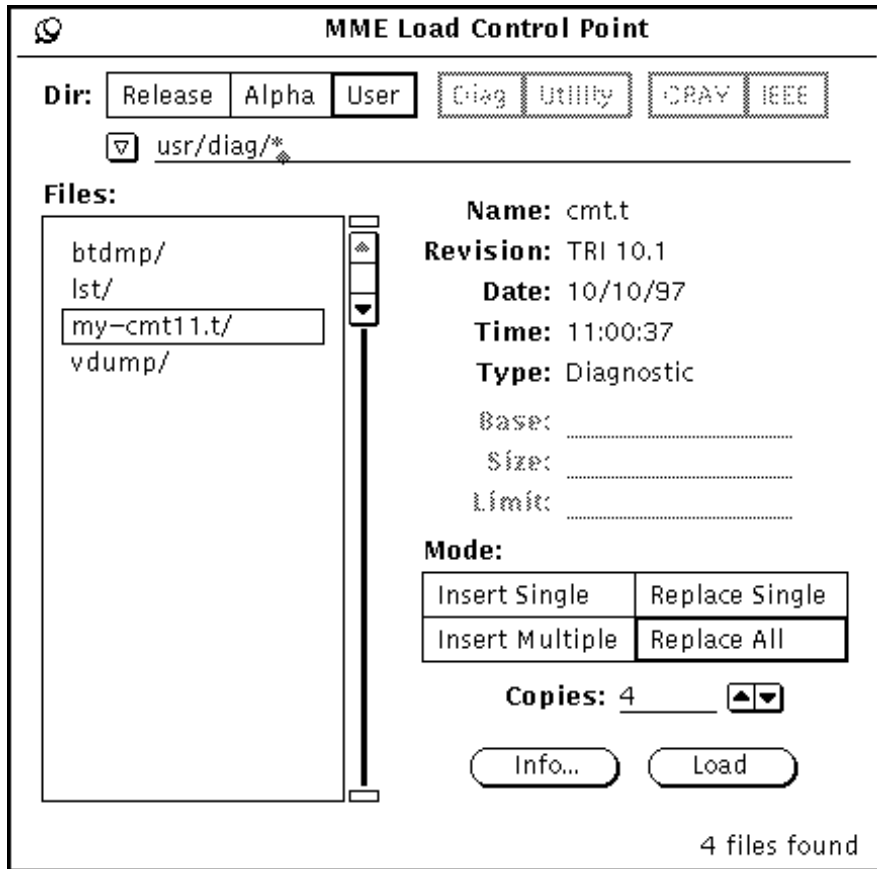 MME Load Control Point
Dir: Release Alpha User Diag Utility CRAY IEEE
usr/diag/*
Files:
btdmp/
lst/
my-cmt11.t/
vdump/
Name: cmt.t
Revision: TRI 10.1
Date: 10/10/97
Time: 11:00:37
Type: Diagnostic
Base:
Size:
Limit:
Mode:
Insert Single Replace Single
Insert Multiple Replace All
Copies: 4
Info... Load
4 files found